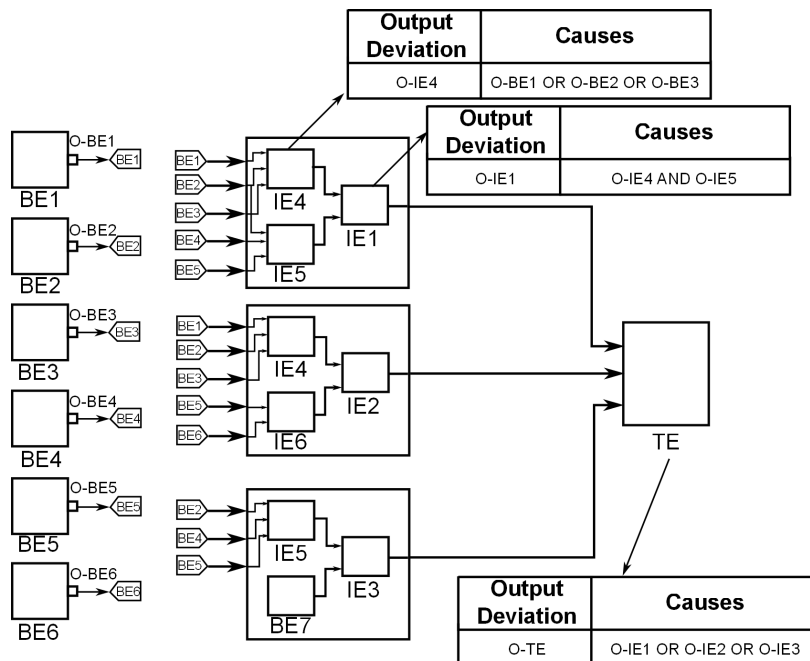 Output Deviation Causes
O-IE4 O-BE1 OR O-BE2 OR O-BE3
Output Deviation Causes
O-IE1 O-IE4 AND O-IE5
O-BE1
BE1
BE1
O-BE2
BE2
BE2
O-BE3
BE3
BE3
O-BE4
BE4
BE4
O-BE5
BE5
BE5
O-BE6
BE6
BE6
BE1
BE2
BE3
BE4
BE5
IE4
IE5
IE1
BE1
BE2
BE3
BE5
BE6
IE4
IE6
IE2
BE2
BE4
BE5
IE5
BE7
IE3
TE
Output Deviation Causes
O-TE O-IE1 OR O-IE2 OR O-IE3